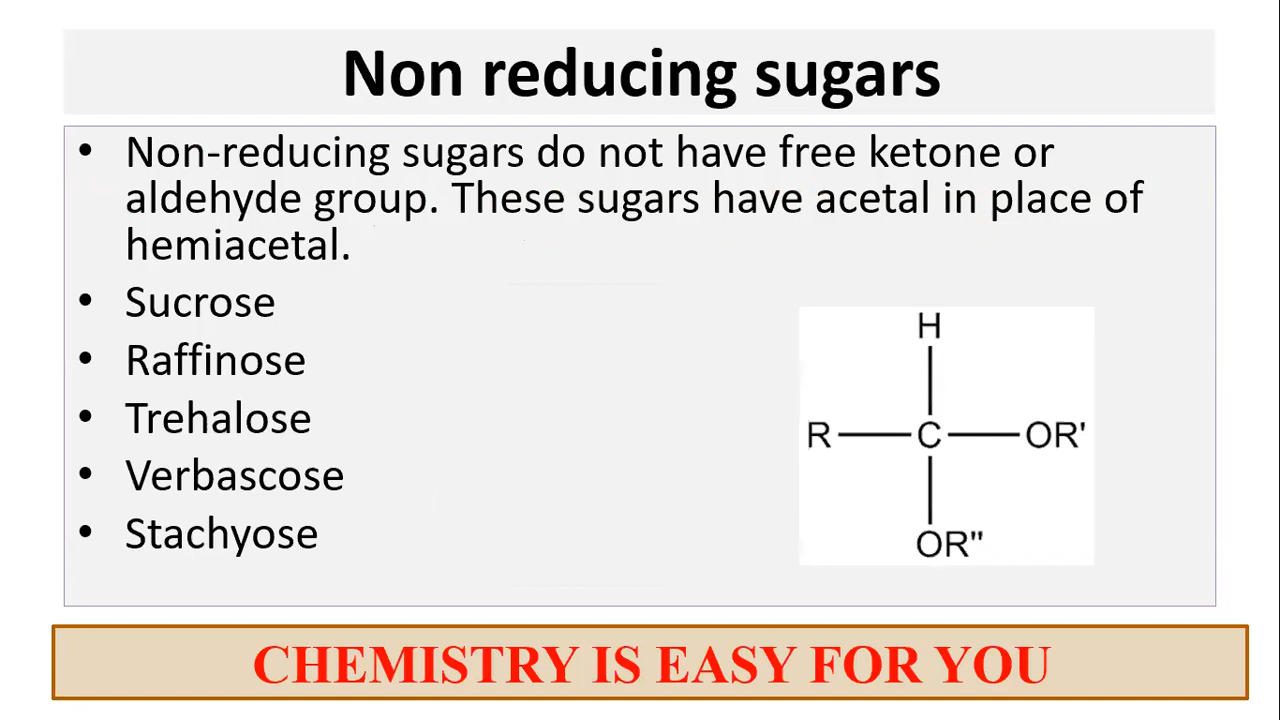 Non reducing sugars
• Non-reducing sugars do not have free ketone or
aldehyde group. These sugars have acetal in place of
hemiacetal.
• Sucrose
• Raffinose
• Trehalose
• Verbascose
• Stachyose
H
R C OR'
OR"
CHEMISTRY IS EASY FOR YOU